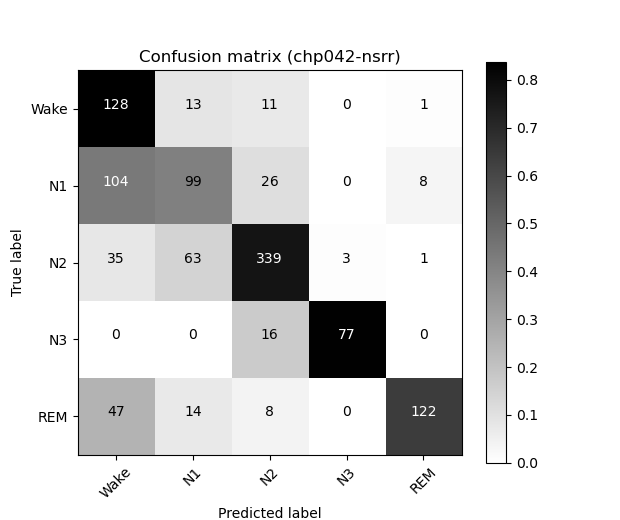 Confusion matrix (chp042-nsrr)
Wake 128 13 11 0 1
N1 104 99 26 0 8
N2 35 63 339 3 1
N3 0 0 16 77 0
REM 47 14 8 0 122
True label
Wake N1 N2 N3 REM
Predicted label
0.8
0.7
0.6
0.5
0.4
0.3
0.2
0.1
0.0